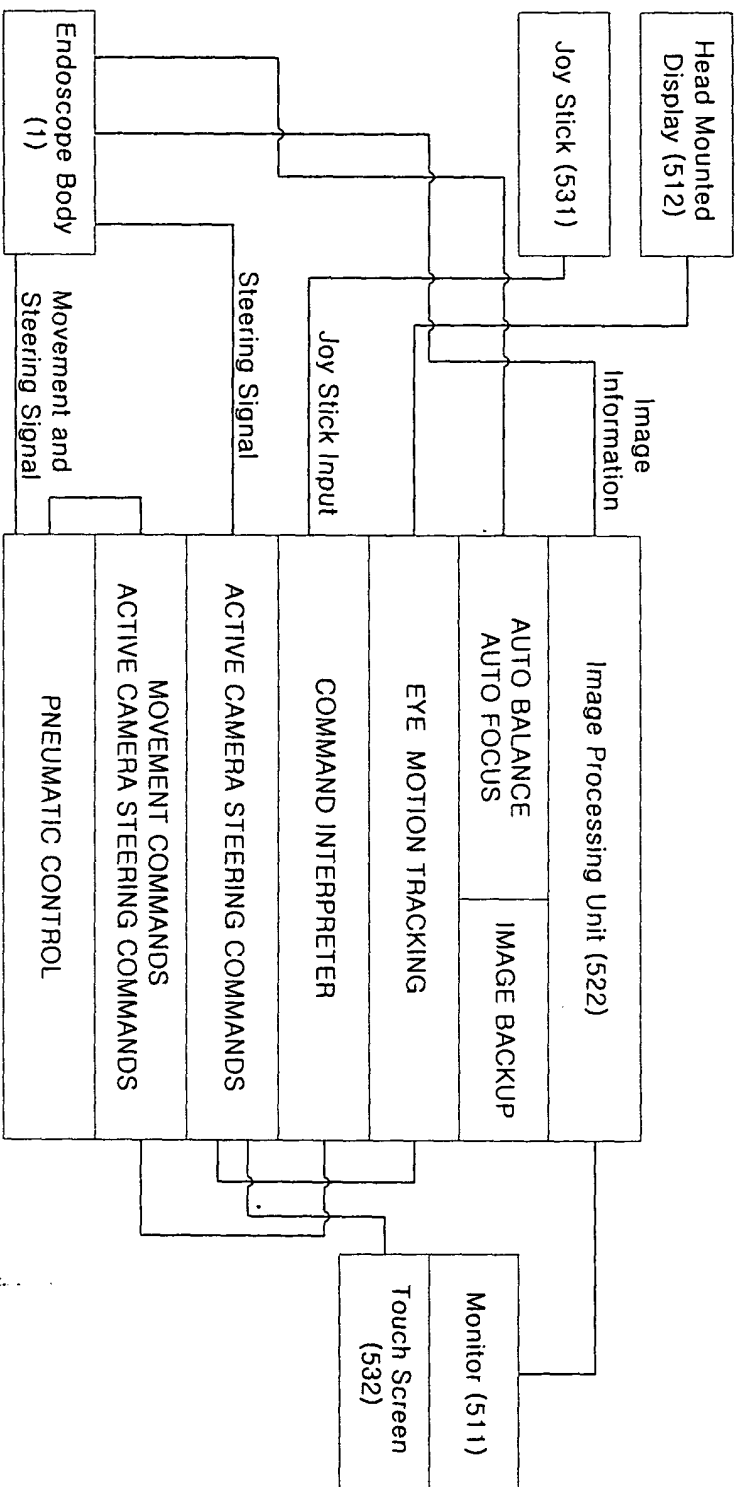 Head Mounted
Display (512)
Joy Stick (531)
Endoscope Body
(1)
Image
Information
Joy Stick Input
Steering Signal
Movement and
Steering Signal
Image Processing Unit (522)
AUTO BALANCE
AUTO FOCUS
IMAGE BACKUP
EYE MOTION TRACKING
COMMAND INTERPRETER
ACTIVE CAMERA STEERING COMMANDS
MOVEMENT COMMANDS
ACTIVE CAMERA STEERING COMMANDS
PNEUMATIC CONTROL
Monitor (511)
Touch Screen
(532)